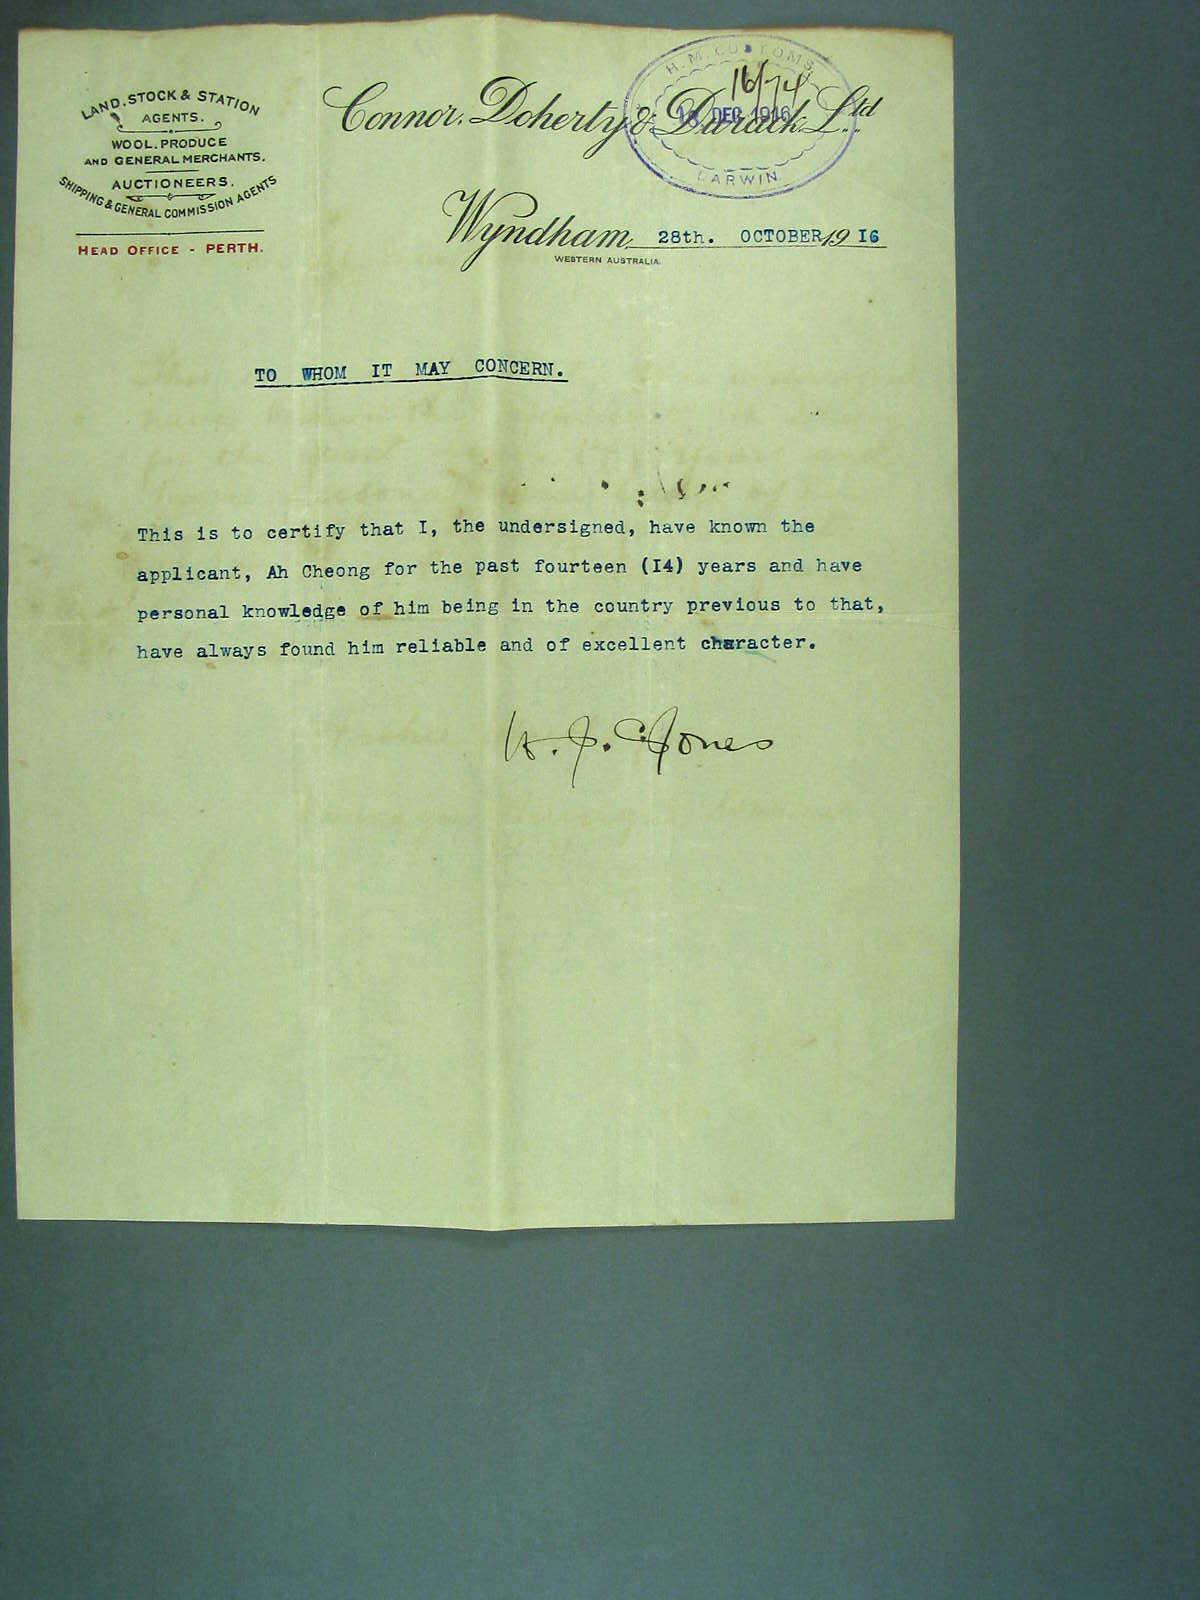 LAND, STOCK & STATION
AGENTS.
WOOL, PRODUCE
AND GENERAL MERCHANTS.
AUCTIONEERS.
SHIPPING & GENERAL COMMISSION AGENTS
HEAD OFFICE - PERTH.
Connor, Doherty & Durack Ltd
H.M. CUSTOMS
16/74
18 DEC 1916
DARWIN
Wyndham, 28th. OCTOBER 19 I6
WESTERN AUSTRALIA.
TO WHOM IT MAY CONCERN.
This is to certify that I, the undersigned, have known the
applicant, Ah Cheong for the past fourteen (I4) years and have
personal knowledge of him being in the country previous to that,
have always found him reliable and of excellent character.
Jones